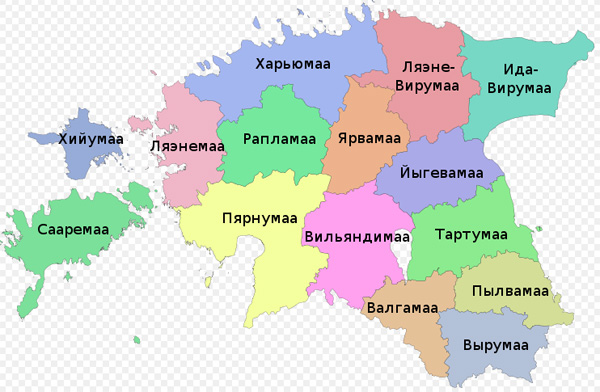 Харьюмаа
Ляэне-
Вирумаа
Ида-
Вирумаа
Хийумаа
Ляэнемаа
Рапламаа
Ярвамаа
Йыгевамаа
Сааремаа
Пярнумаа
Вильяндимаа
Тартумаа
Валгамаа
Пылвамаа
Вырумаа